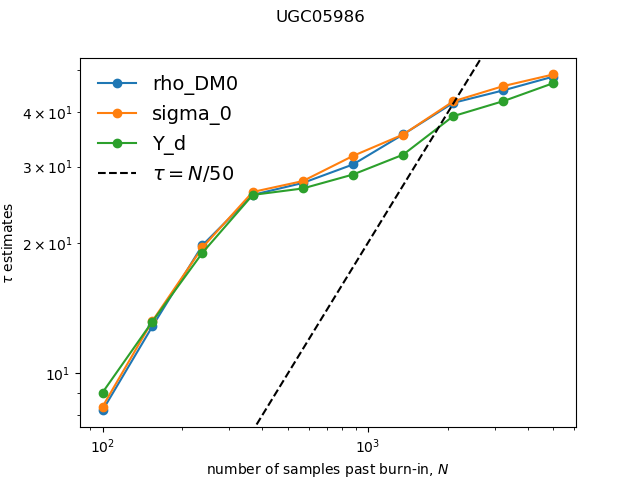 UGC05986
rho_DM0
sigma_0
Y_d
τ = N/50
4 × 10¹
3 × 10¹
2 × 10¹
10¹
τ estimates
10² 10³
number of samples past burn-in, N